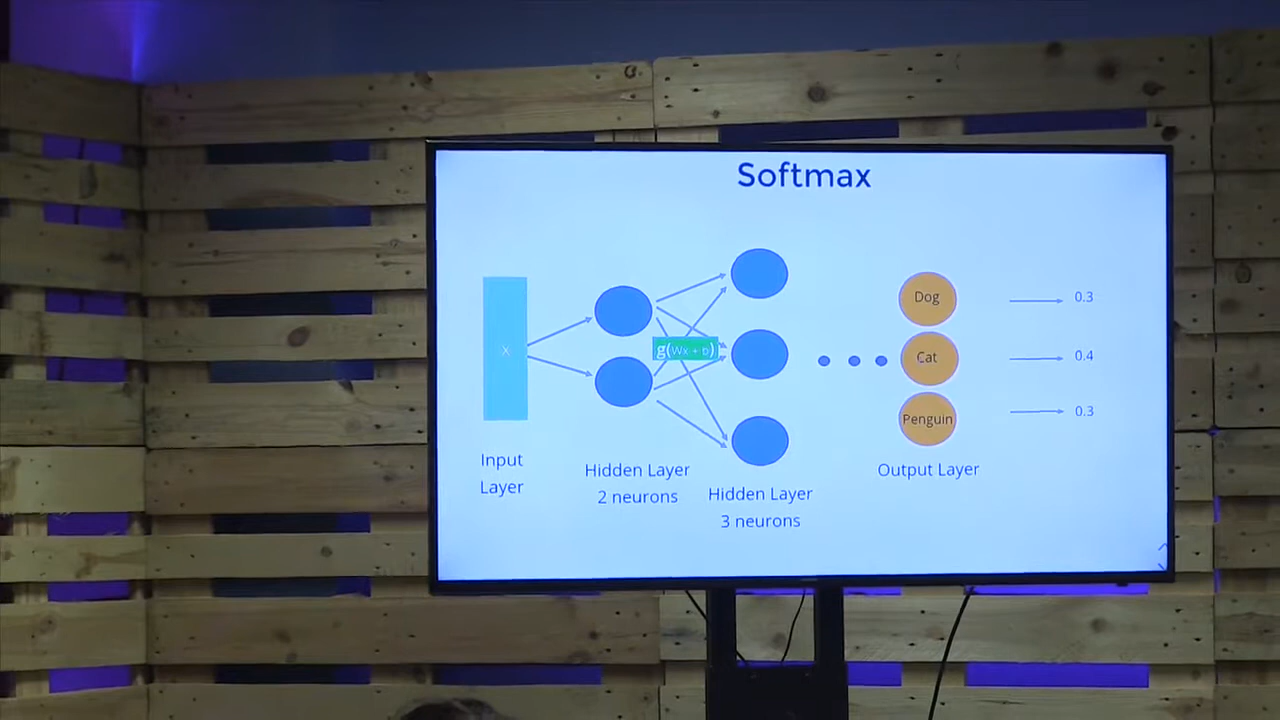 Softmax
X
g(Wx + b)
Dog
0.3
Cat
0.4
Penguin
0.3
Input
Layer
Hidden Layer
2 neurons
Hidden Layer
3 neurons
Output Layer